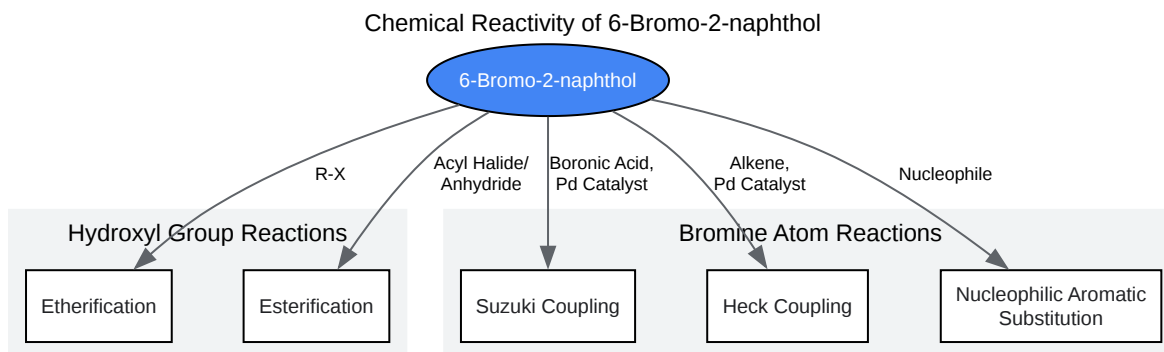 Chemical Reactivity of 6-Bromo-2-naphthol
6-Bromo-2-naphthol
R-X
Acyl Halide/
Anhydride
Boronic Acid,
Pd Catalyst
Alkene,
Pd Catalyst
Nucleophile
Hydroxyl Group Reactions
Bromine Atom Reactions
Etherification
Esterification
Suzuki Coupling
Heck Coupling
Nucleophilic Aromatic
Substitution